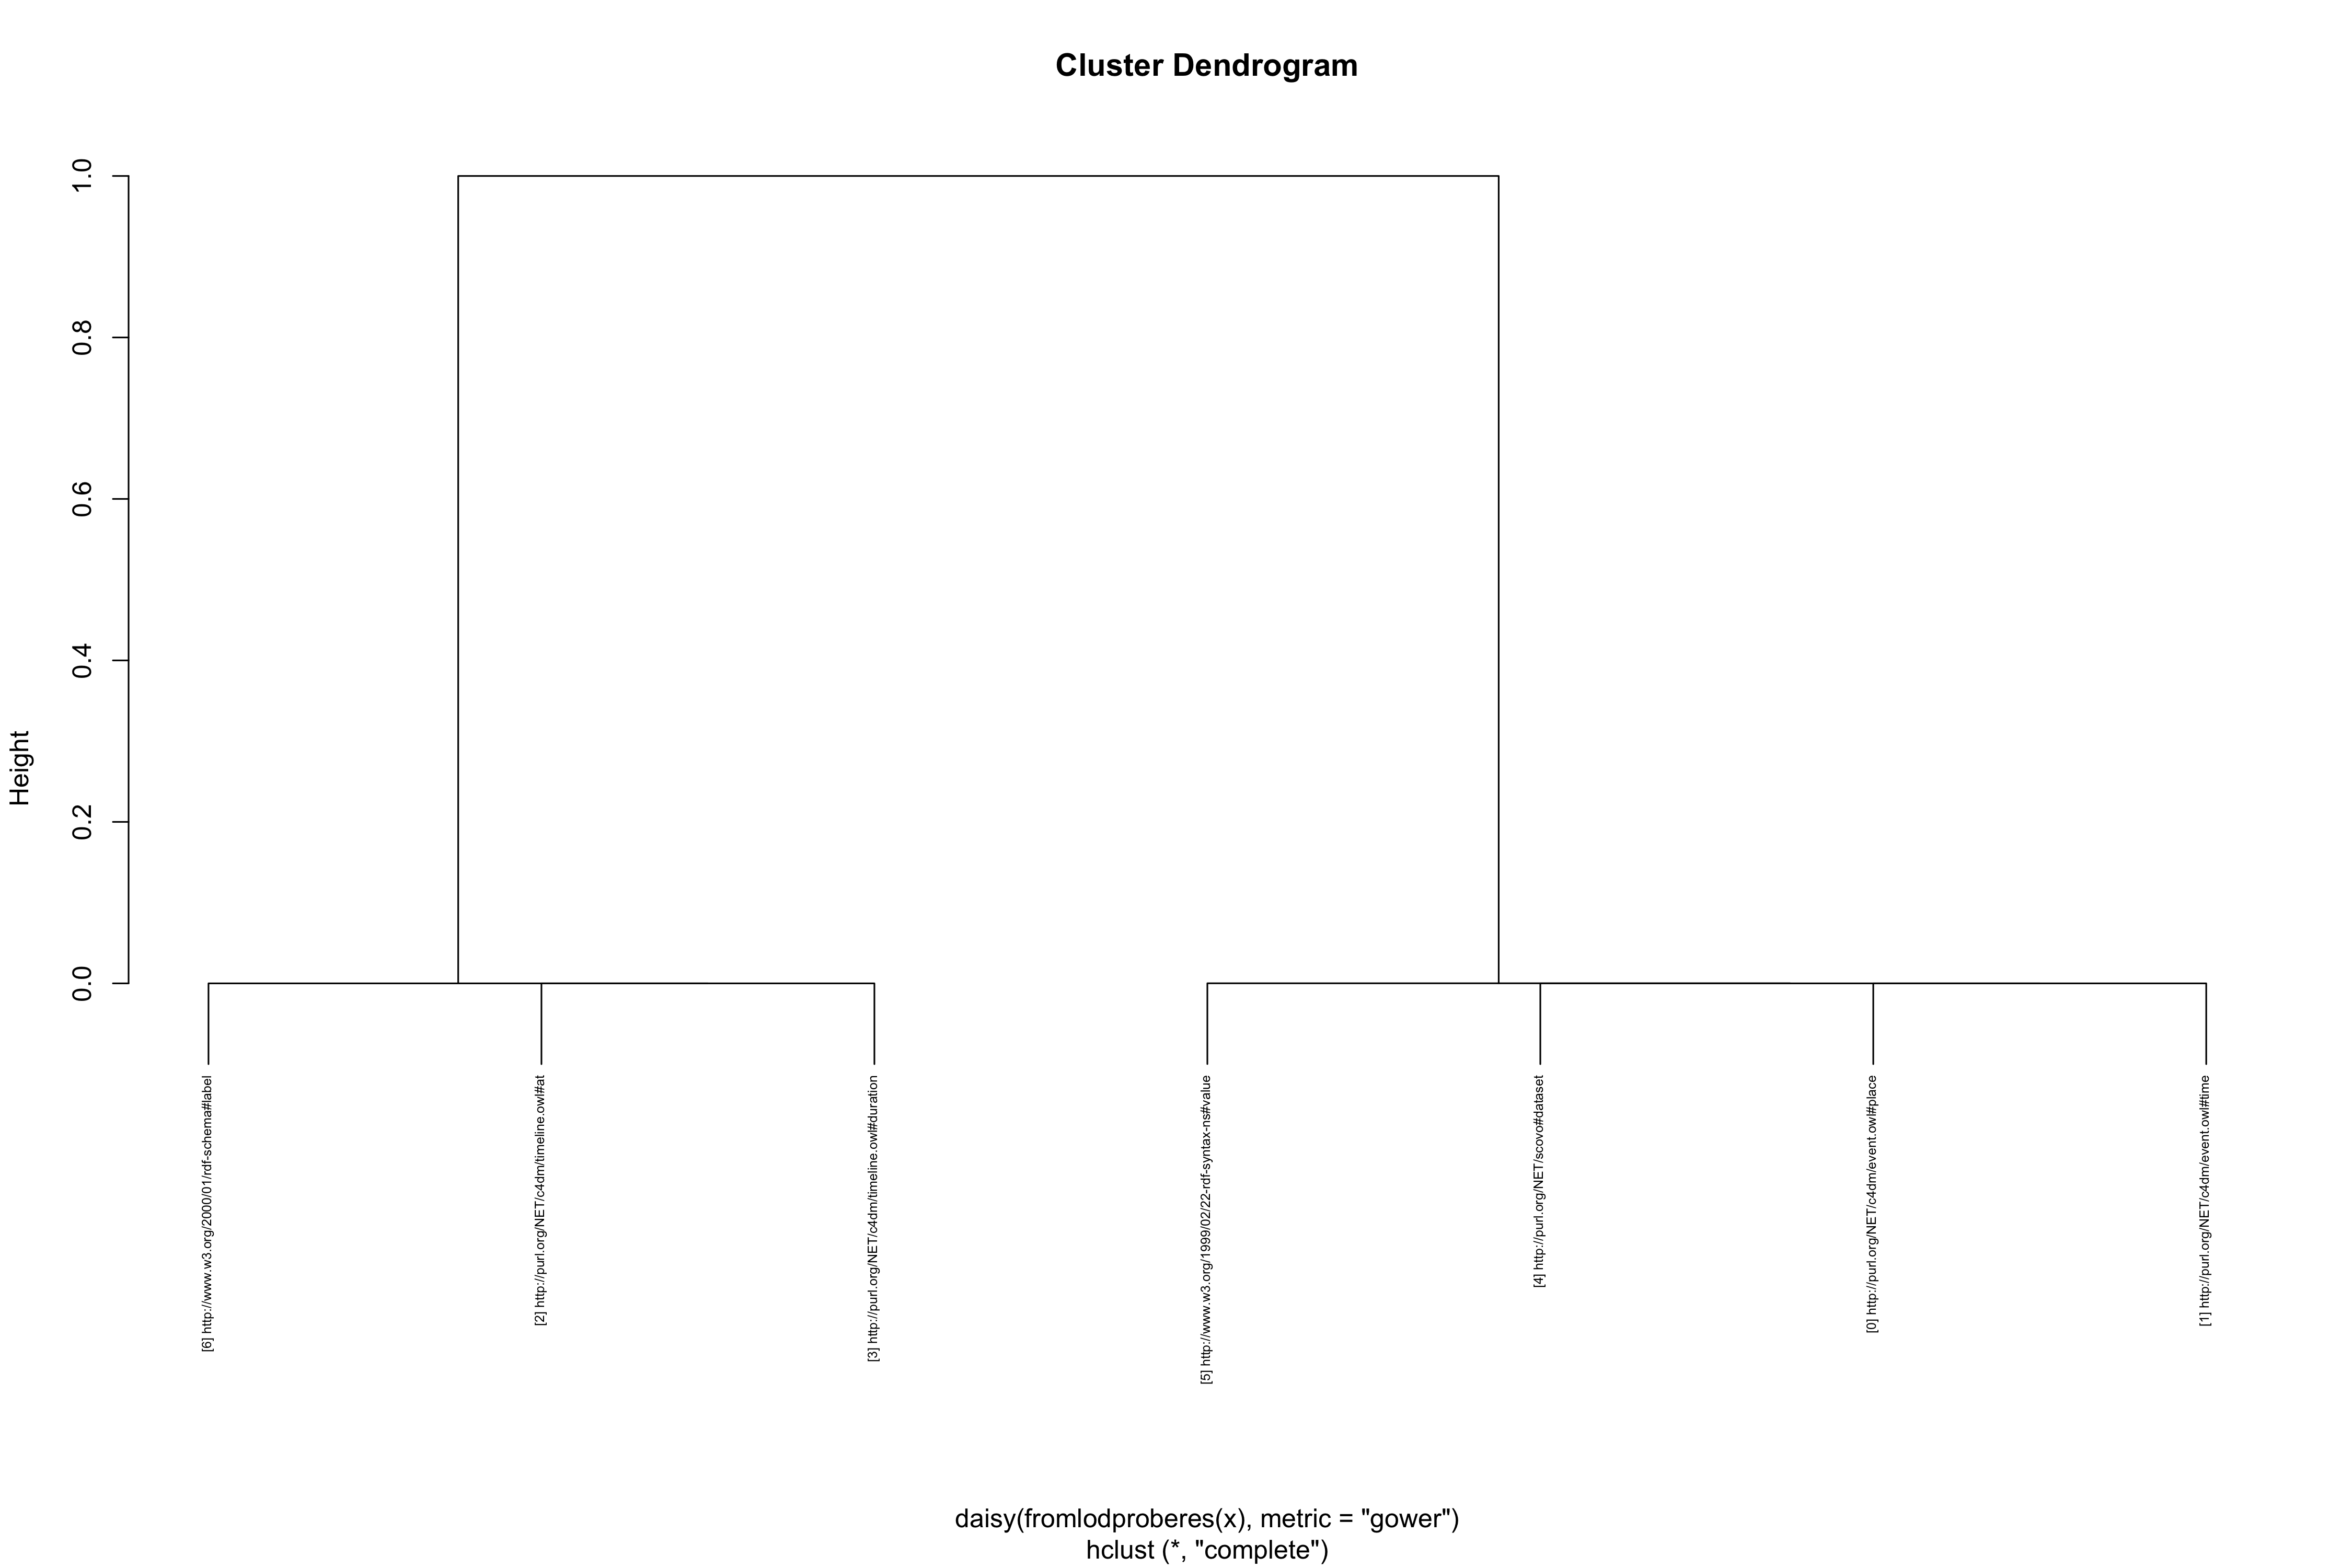 Cluster Dendrogram
Height
1.0
0.8
0.6
0.4
0.2
0.0
[6] http://www.w3.org/2000/01/rdf-schema#label
[2] http://purl.org/NET/c4dm/timeline.owl#at
[3] http://purl.org/NET/c4dm/timeline.owl#duration
[5] http://www.w3.org/1999/02/22-rdf-syntax-ns#value
[4] http://purl.org/NET/scovo#dataset
[0] http://purl.org/NET/c4dm/event.owl#place
[1] http://purl.org/NET/c4dm/event.owl#time
daisy(fromlodproberes(x), metric = "gower")
hclust (*, "complete")